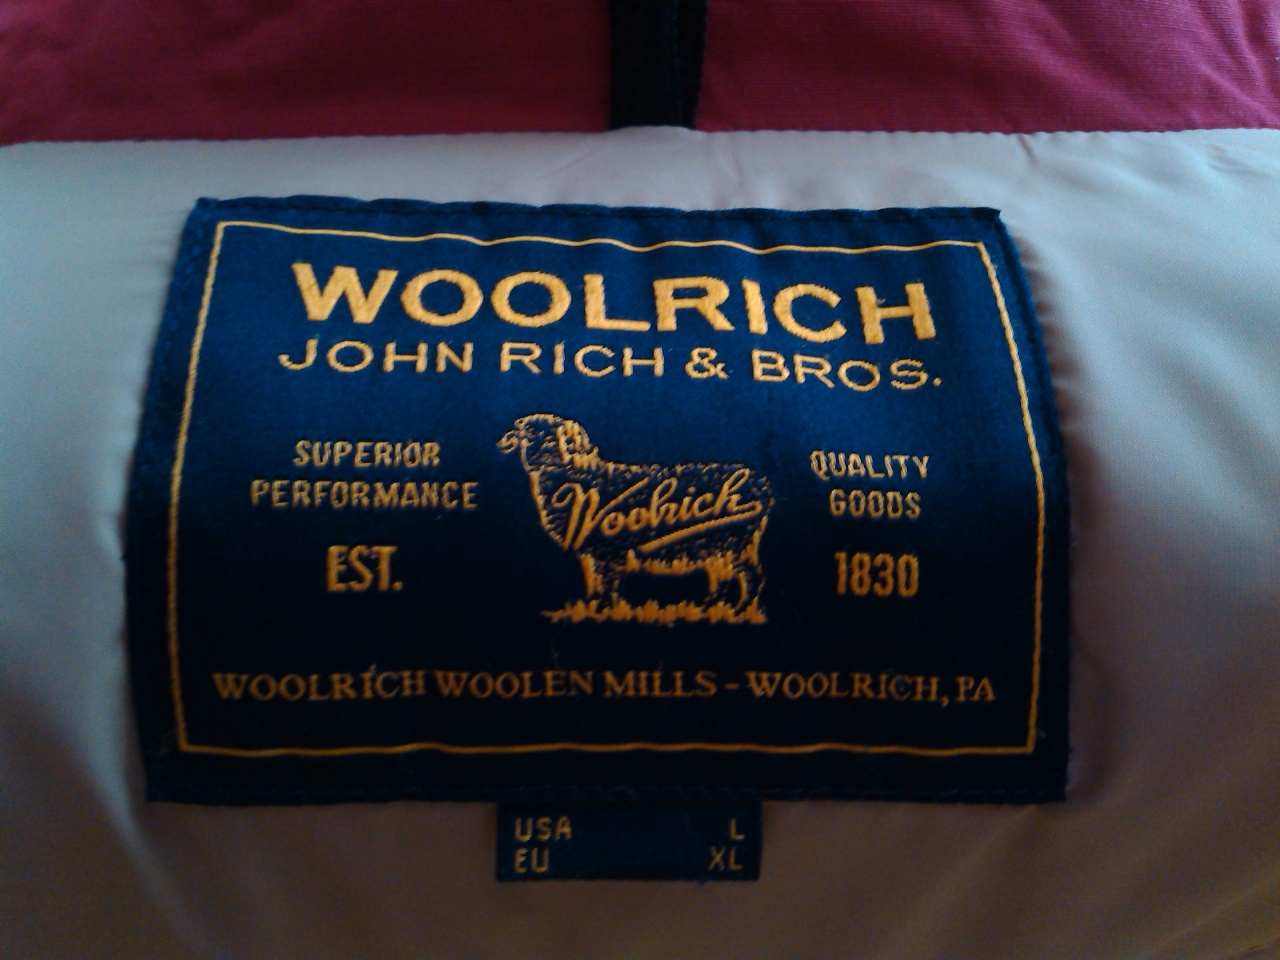 WOOLRICH
JOHN RICH & BROS.
SUPERIOR
PERFORMANCE
EST.
Woolrich
QUALITY
GOODS
1830
WOOLRICH WOOLEN MILLS - WOOLRICH, PA
USA L
EU XL